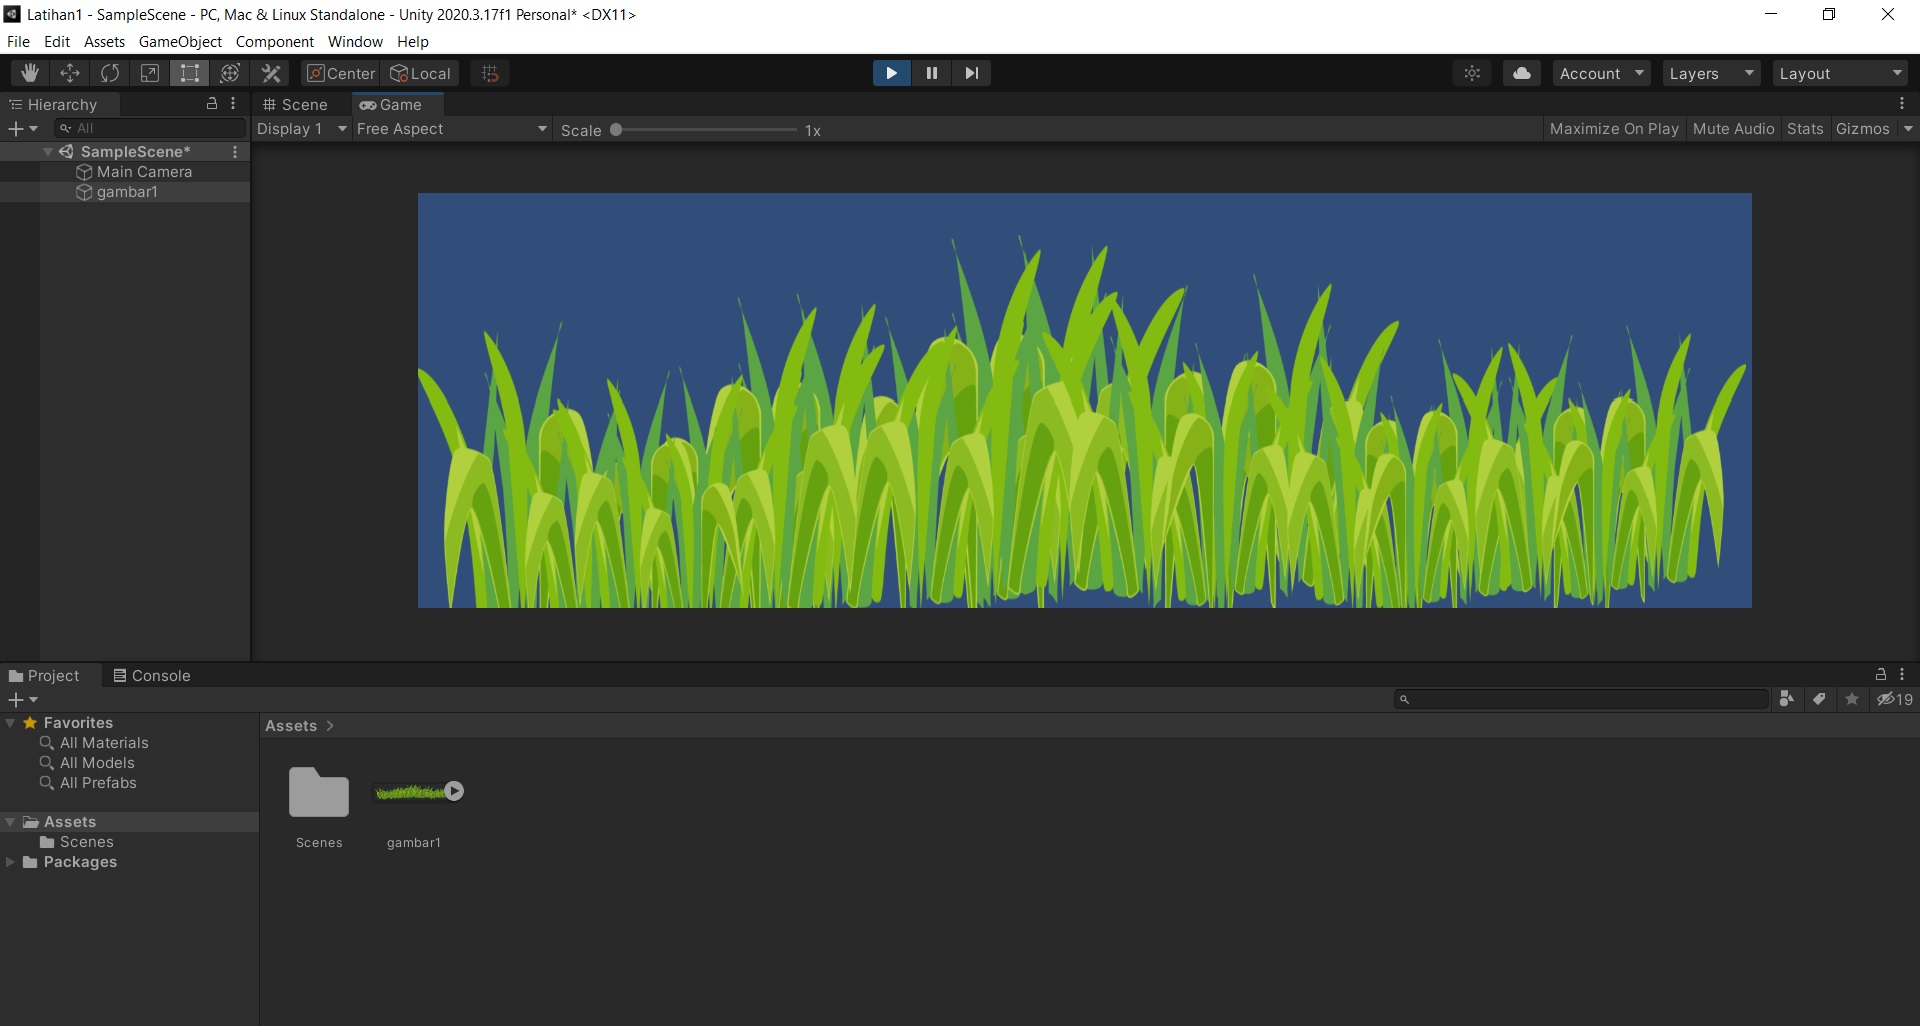 Latihan1 - SampleScene - PC, Mac & Linux Standalone - Unity 2020.3.17f1 Personal* <DX11>
File Edit Assets GameObject Component Window Help
Center Local Account Layers Layout
Hierarchy Scene Game
All Display 1 Free Aspect Scale 1x Maximize On Play Mute Audio Stats Gizmos
SampleScene*
Main Camera
gambar1
Project Console
19
Favorites
All Materials
All Models
All Prefabs
Assets
Scenes
Packages
Assets >
Scenes gambar1